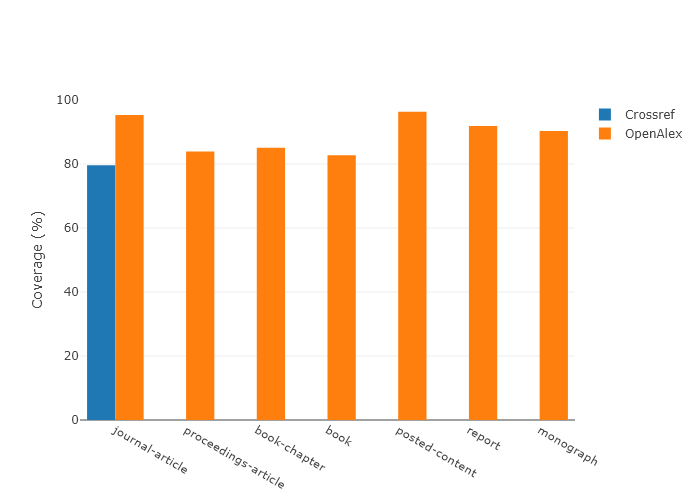 100
80
60
40
20
0
Coverage (%)
Crossref
OpenAlex
journal-article
proceedings-article
book-chapter
book
posted-content
report
monograph